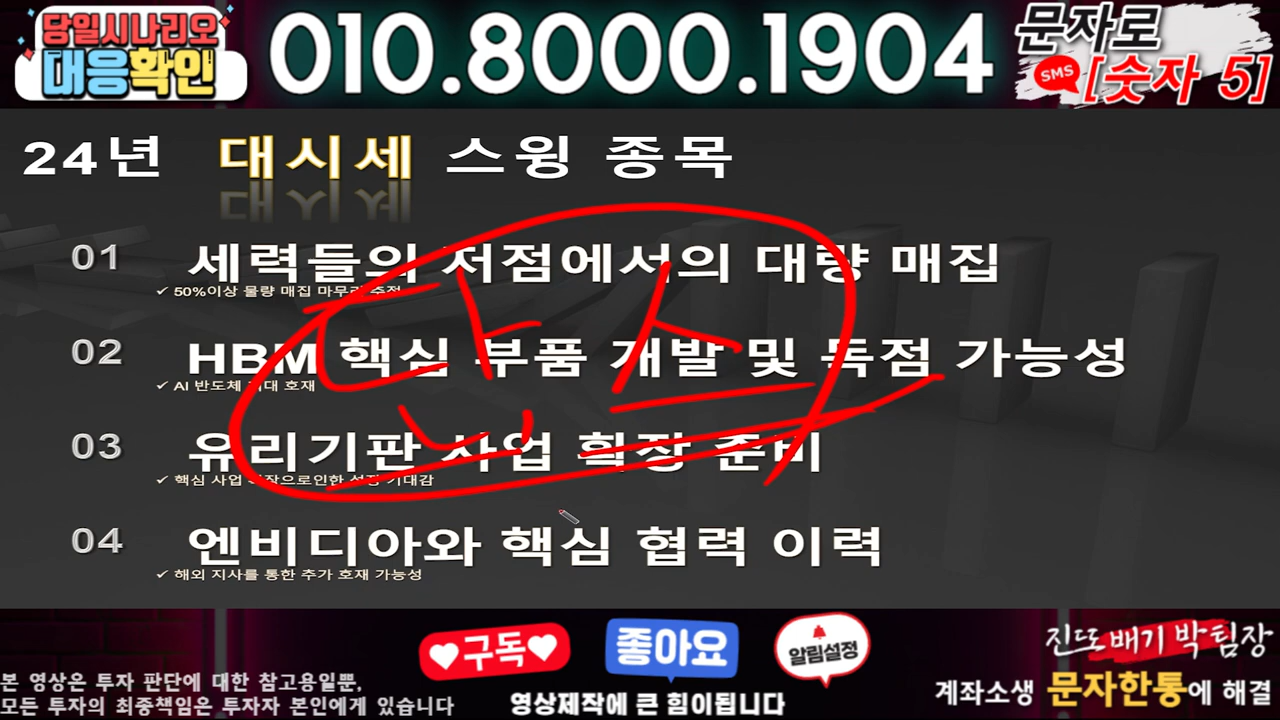 당일시나리오
대응확인
010.8000.1904
문자로
SMS [숫자 5]
24년 대시세 스윙 종목
01 세력들의 저점에서의 대량 매집
✓ 50%이상 물량 매집 마무리 추정
02 HBM 핵심 부품 개발 및 독점 가능성
✓ AI 반도체 기대 호재
03 유리기판 사업 확장 준비
✓ 핵심 사업 확장으로인한 성장 기대감
04 엔비디아와 핵심 협력 이력
✓ 해외 지사를 통한 추가 호재 가능성
구독
좋아요
알림설정
영상제작에 큰 힘이됩니다
본 영상은 투자 판단에 대한 참고용일뿐,
모든 투자의 최종책임은 투자자 본인에게 있습니다
진또배기 박팀장
계좌소생 문자한통에 해결